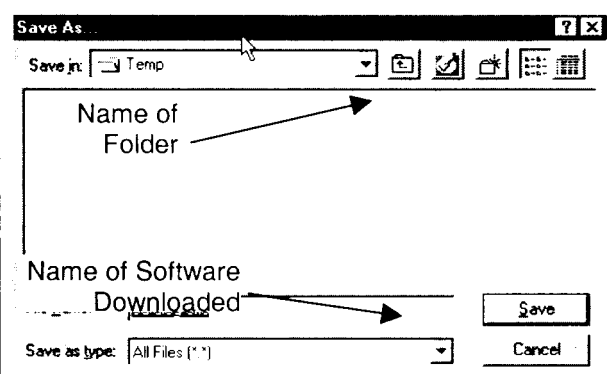 Save As...
Save in: Temp
Name of
Folder
Name of Software
Downloaded
Save
Save as type: All Files (*.*)
Cancel